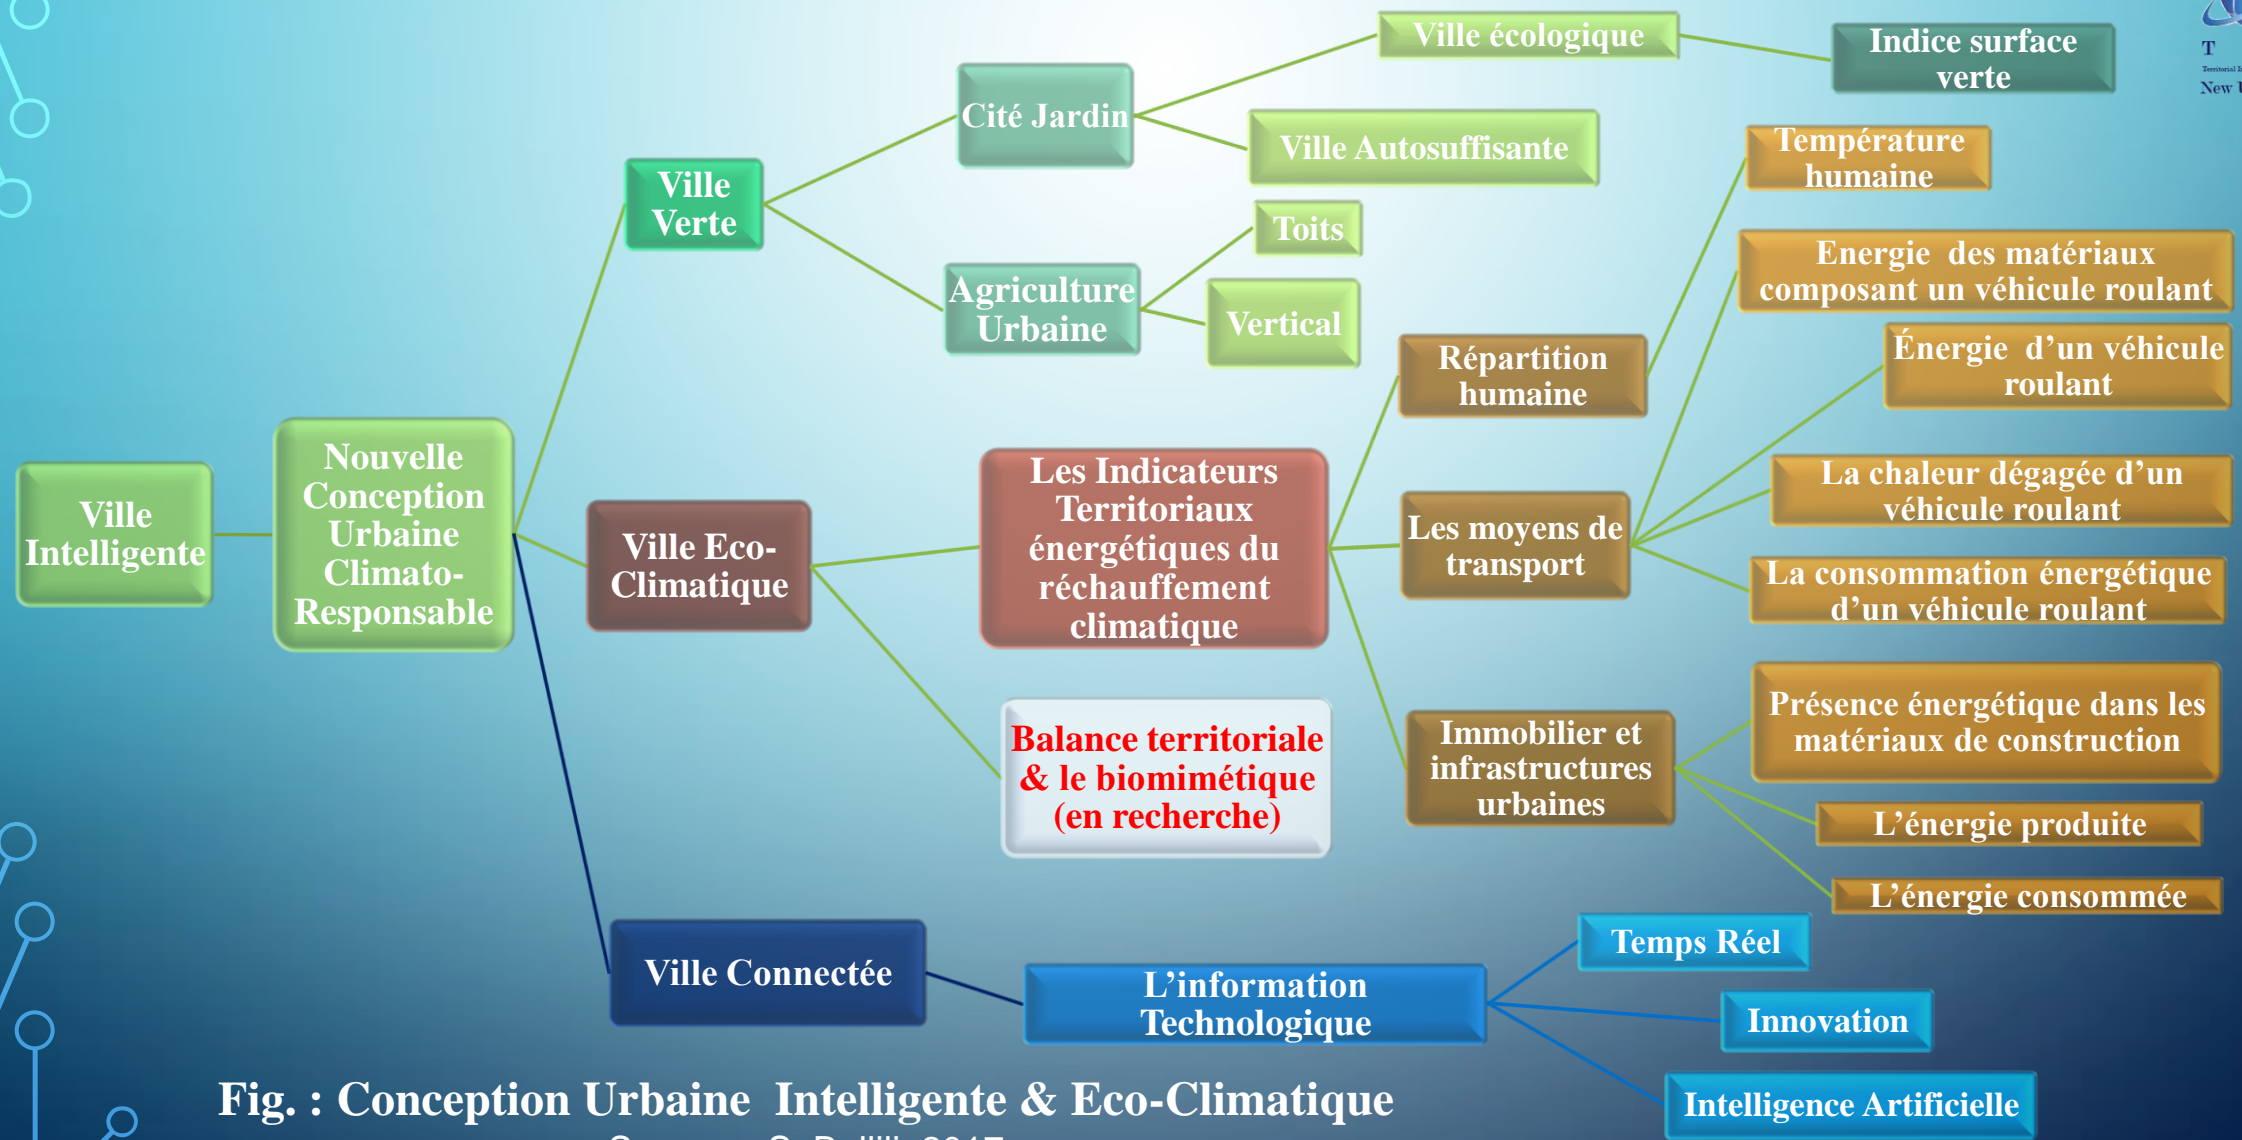 Ville
Intelligente
Nouvelle
Conception
Urbaine
Climato-
Responsable
Ville
Verte
Cité Jardin
Ville écologique
Indice surface
verte
Ville Autosuffisante
Agriculture
Urbaine
Toits
Vertical
Ville Eco-
Climatique
Les Indicateurs
Territoriaux
énergétiques du
réchauffement
climatique
Répartition
humaine
Température
humaine
Les moyens de
transport
Energie des matériaux
composant un véhicule roulant
Énergie d’un véhicule
roulant
La chaleur dégagée d’un
véhicule roulant
La consommation énergétique
d’un véhicule roulant
Immobilier et
infrastructures
urbaines
Présence énergétique dans les
matériaux de construction
L’énergie produite
L’énergie consommée
Balance territoriale
& le biomimétique
(en recherche)
Ville Connectée
L’information
Technologique
Temps Réel
Innovation
Intelligence Artificielle
T
Territorial
New
Fig. : Conception Urbaine Intelligente & Eco-Climatique